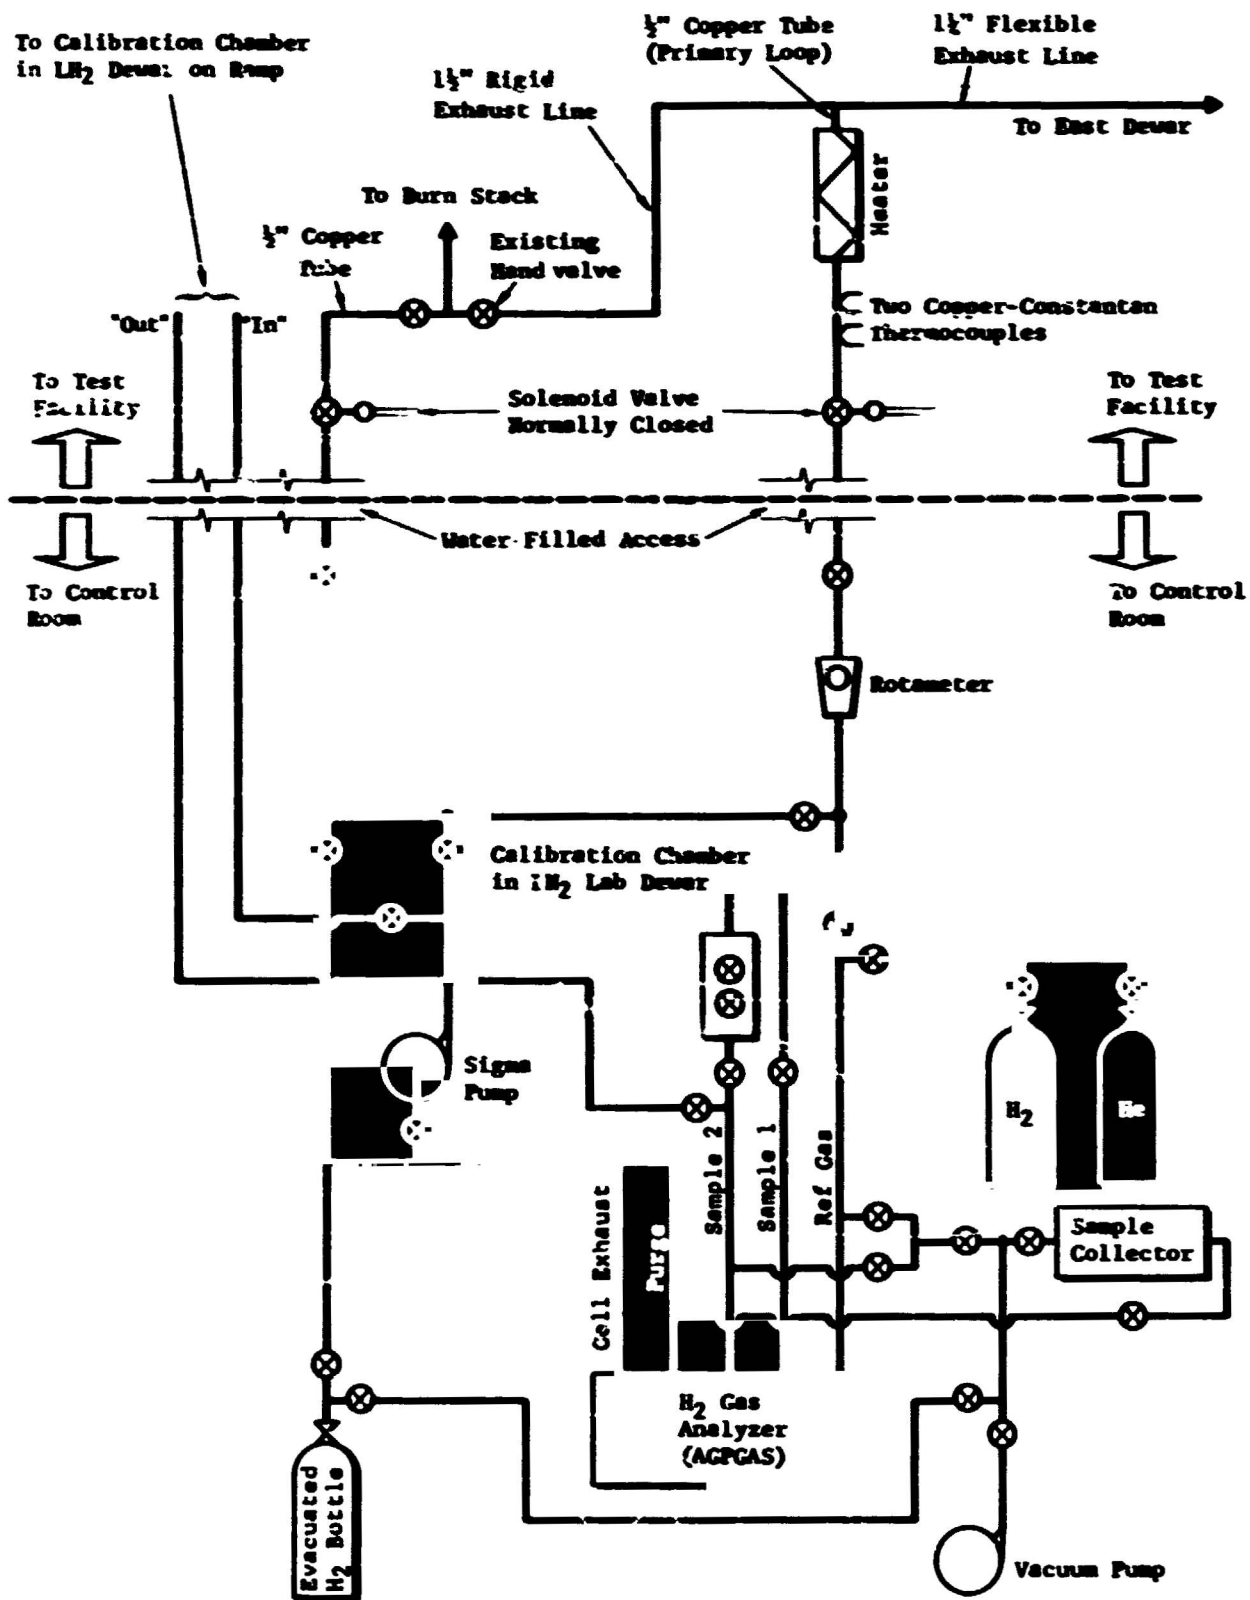 ½" Copper Tube
(Primary Loop)
1½" Flexible
Exhaust Line
To Calibration Chamber
in LH2 Dewar on Ramp
1½" Rigid
Exhaust Line
To East Dewar
Heater
To Burn Stack
½" Copper
Tube
Existing
Hand valve
Two Copper-Constantan
Thermocouples
"Out"
"In"
To Test
Facility
Solenoid Valve
Normally Closed
To Test
Facility
Water-Filled Access
To Control
Room
To Control
Room
Rotameter
Calibration Chamber
in LN2 Lab Dewar
Sigma
Pump
H2
He
Sample 2
Sample 1
Ref Gas
Cell Exhaust
Purge
Sample
Collector
H2 Gas
Analyzer
(AGPGAS)
Evacuated
H2 Bottle
Vacuum Pump